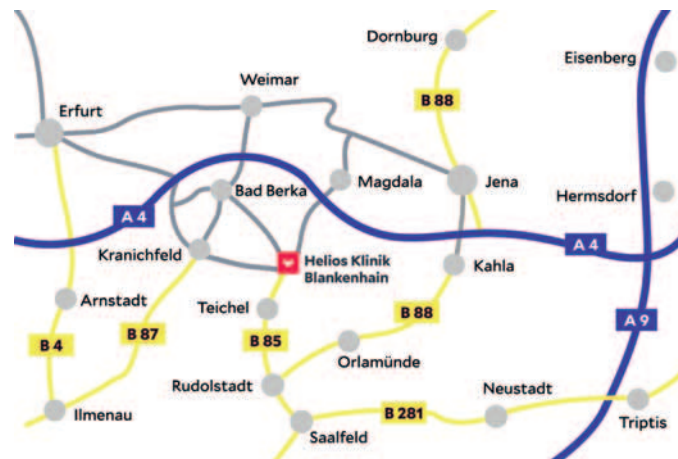 Dornburg
Eisenberg
Weimar
B 88
Erfurt
Bad Berka
Magdala
Jena
Hermsdorf
A 4
A 4
Kranichfeld
Helios Klinik
Blankenhain
Kahla
Arnstadt
Teichel
B 88
A 9
B 4
B 87
B 85
Orlamünde
Rudolstadt
Neustadt
Ilmenau
B 281
Triptis
Saalfeld